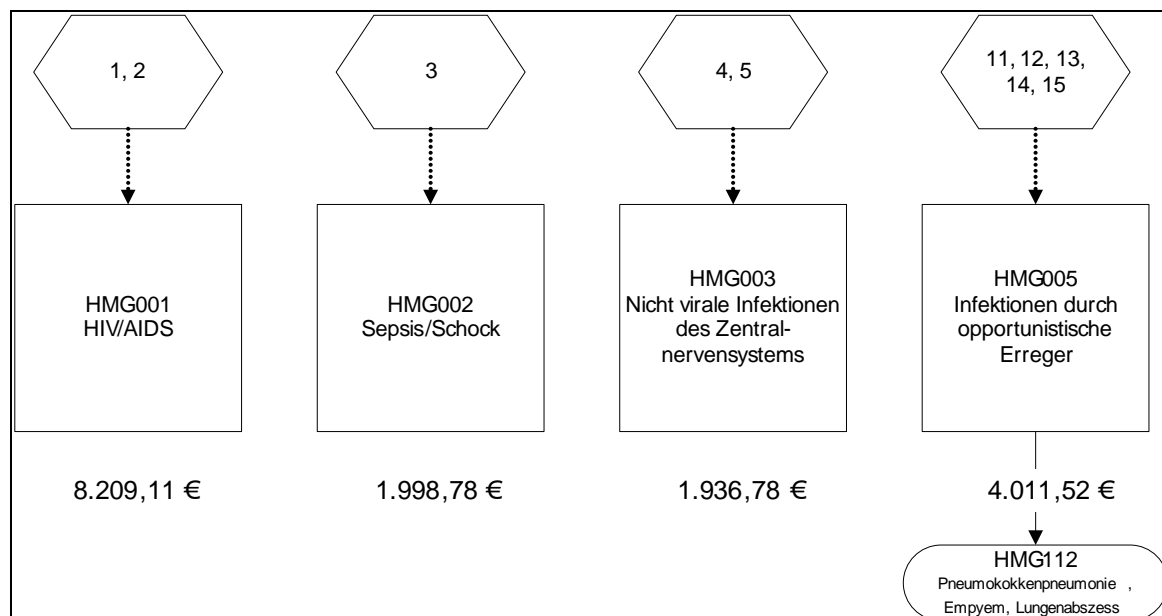 1, 2
3
4, 5
11, 12, 13,
14, 15
HMG001
HIV/AIDS
HMG002
Sepsis/Schock
HMG003
Nicht virale Infektionen
des Zentral-
nervensystems
HMG005
Infektionen durch
opportunistische
Erreger
8.209,11 €
1.998,78 €
1.936,78 €
4.011,52 €
HMG112
Pneumokokkenpneumonie ,
Empyem, Lungenabszess